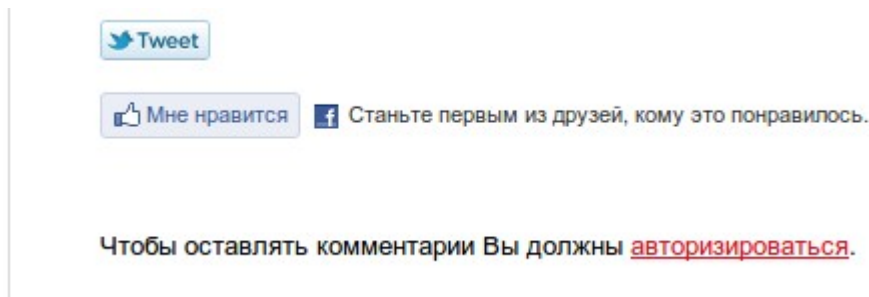 Tweet
Мне нравится Станьте первым из друзей, кому это понравилось.
Чтобы оставлять комментарии Вы должны авторизироваться.